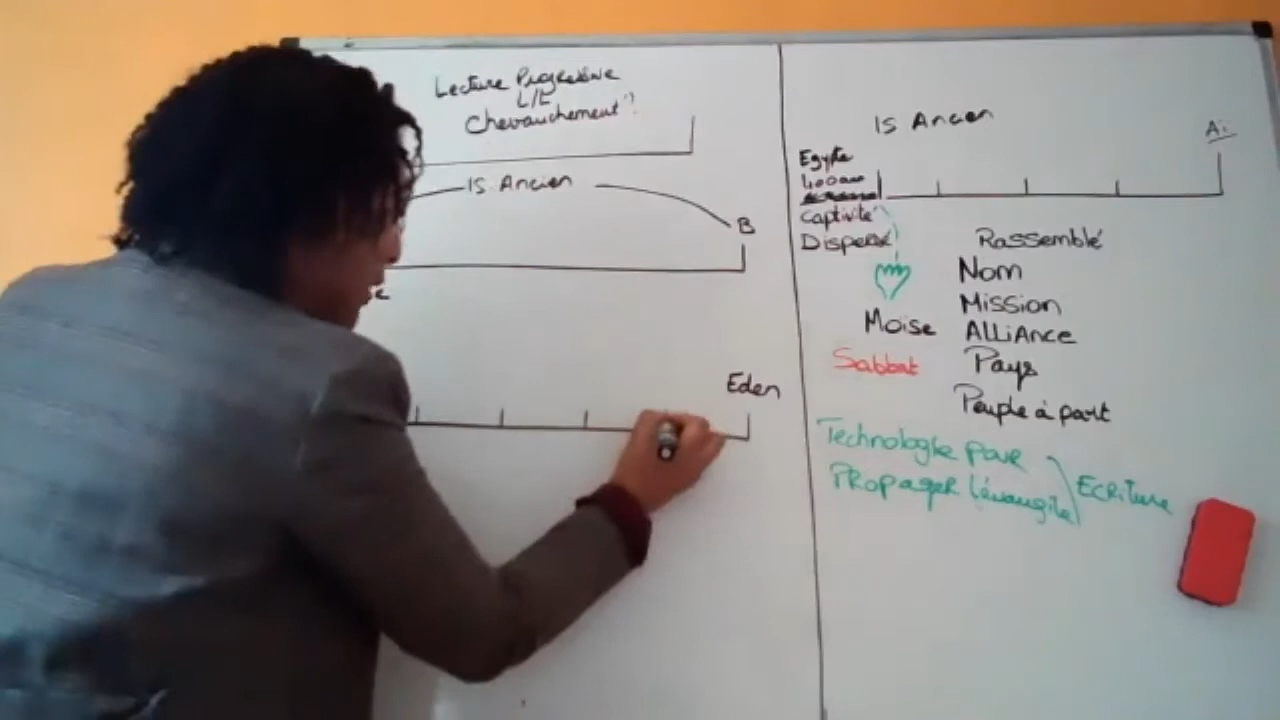 Lecture Progressive
L/L
Chevauchement ?
IS Ancien
B
Eden
IS Ancien
Ai
Egypte
400ans
Captivité
Dispersé
Rassemblé
Nom
Mission
Moïse
ALLiAnce
Sabbat
Pays
Peuple à part
Technologie pour
Propager l'évangile
Ecriture